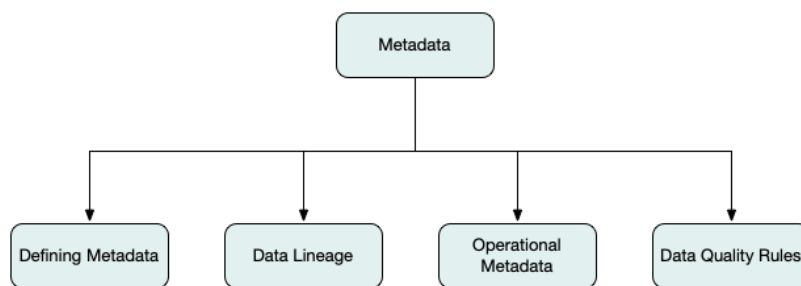 Metadata
Defining Metadata
Data Lineage
Operational
Metadata
Data Quality Rules